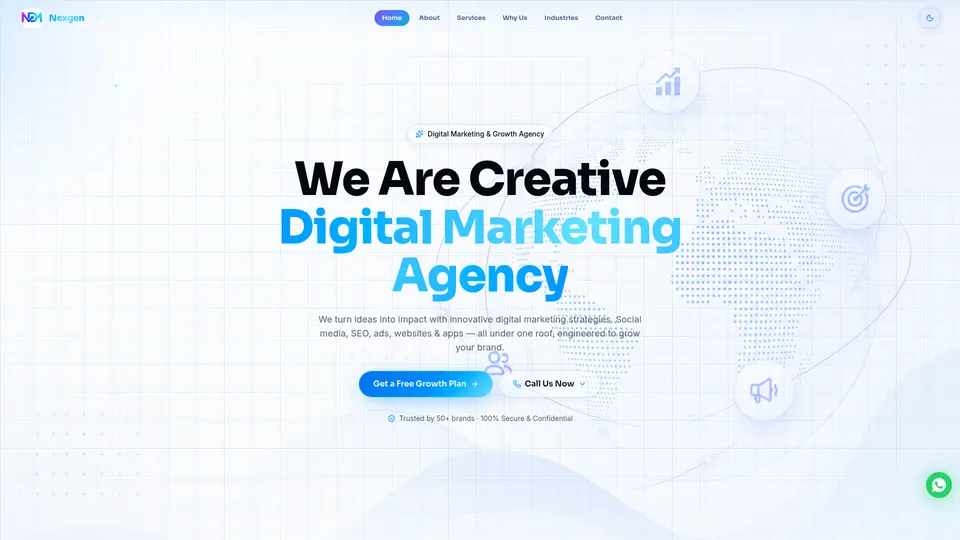 NDM Nexgen
Home About Services Why Us Industries Contact
Digital Marketing & Growth Agency
We Are Creative
Digital Marketing
Agency
We turn ideas into impact with innovative digital marketing strategies. Social
media, SEO, ads, websites & apps — all under one roof, engineered to grow
your brand.
Get a Free Growth Plan → Call Us Now
Trusted by 50+ brands · 100% Secure & Confidential